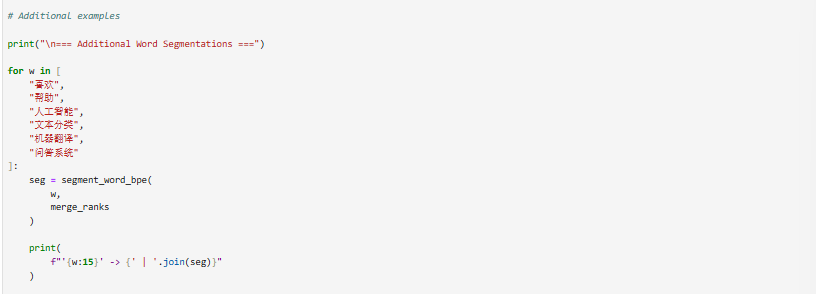 # Additional examples
print("\n=== Additional Word Segmentations ===")
for w in [
"喜欢",
"帮助",
"人工智能",
"文本分类",
"机器翻译",
"问答系统"
]:
seg = segment_word_bpe(
w,
merge_ranks
)
print(
f"'{w:15}' -> {' | '.join(seg)}"
)